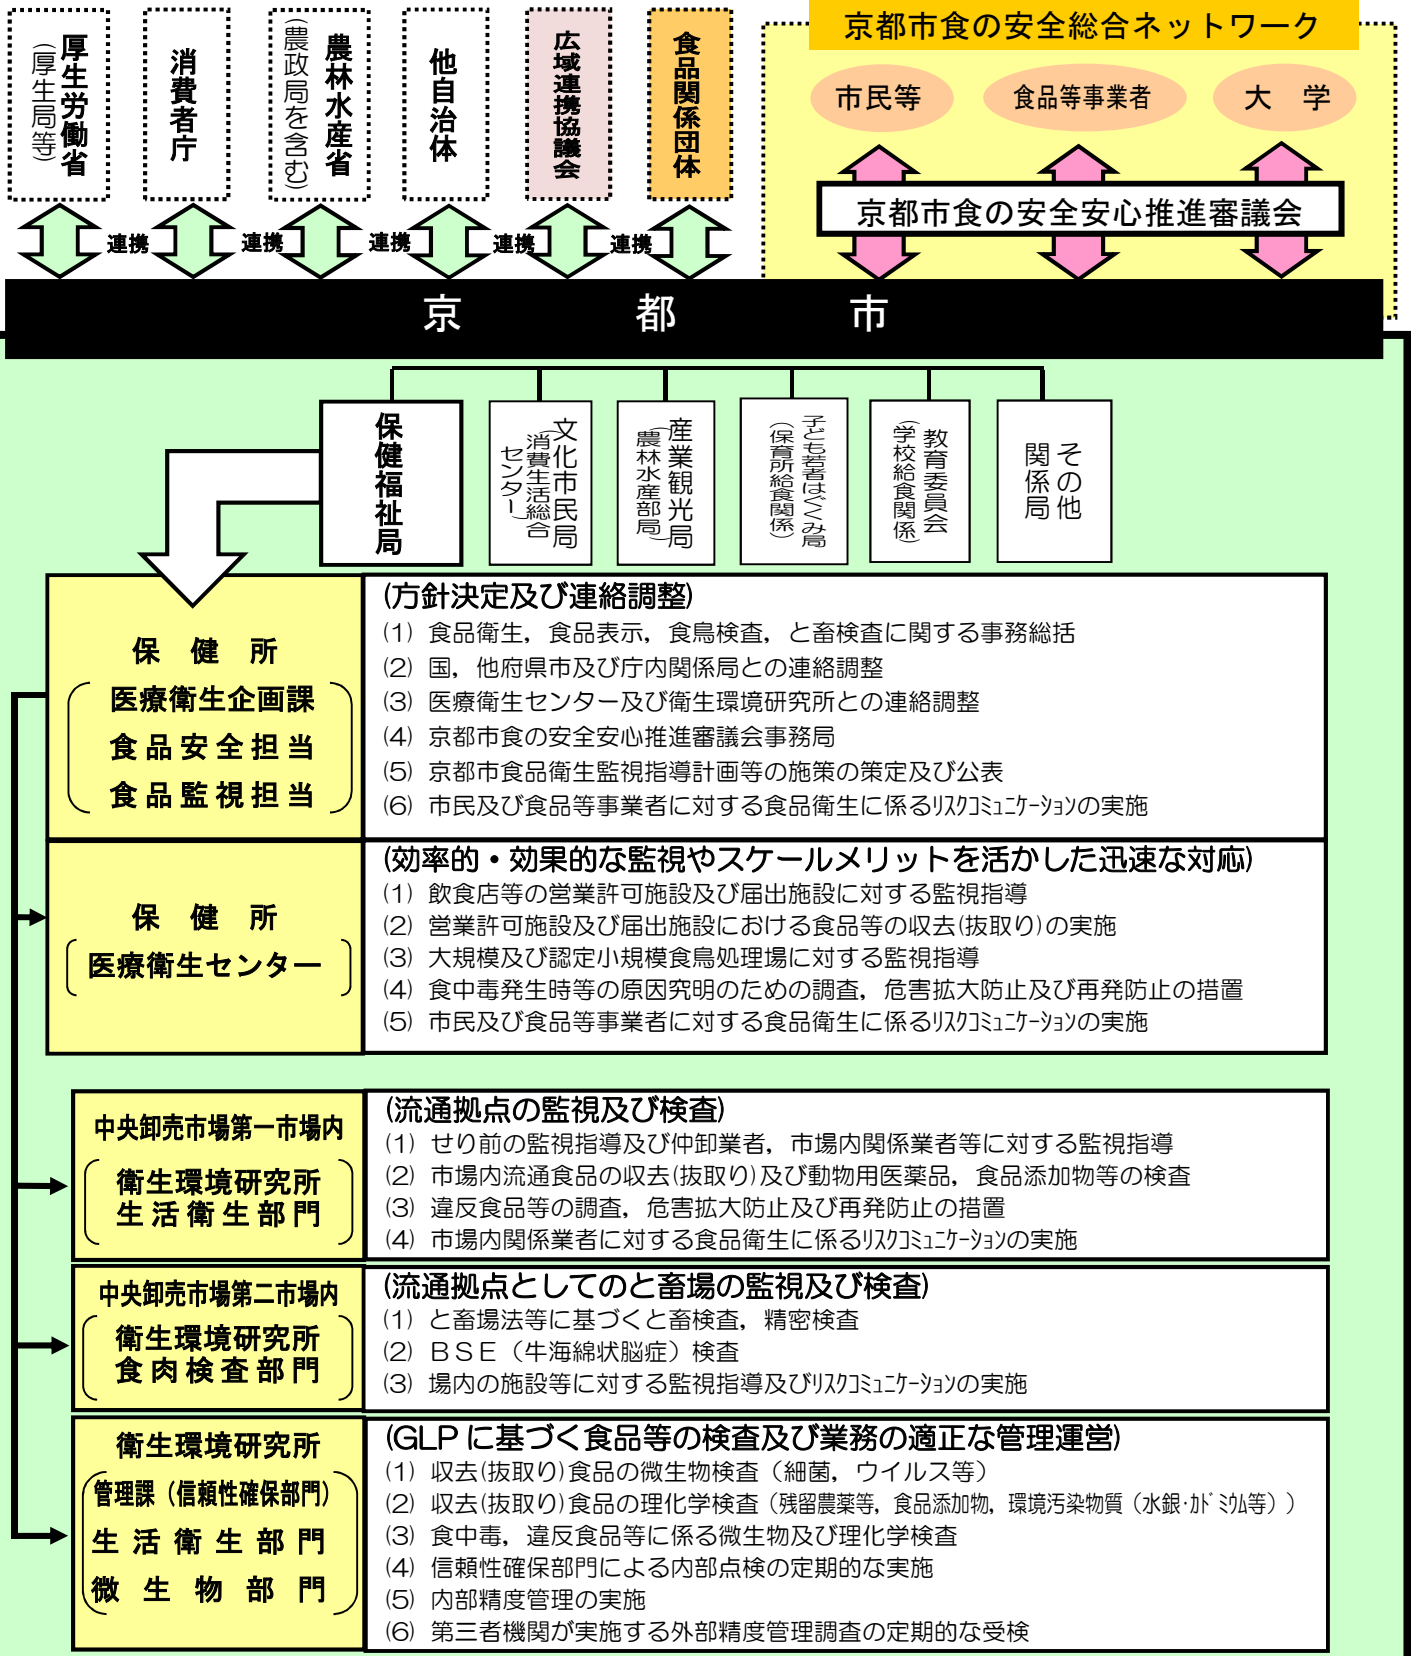 厚生労働省
（厚生局等）
消費者庁
農林水産省
（農政局を含む）
他自治体
広域連携協議会
食品関係団体
連携
連携
連携
連携
連携
京都市食の安全総合ネットワーク
市民等
食品等事業者
大　学
京都市食の安全安心推進審議会
京　都　市
保健福祉局
文化市民局
（消費生活総合
センター）
産業観光局
（農林水産部局）
子ども若者はぐくみ局
（保育所給食関係）
教育委員会
（学校給食関係）
その他
関係局
保　健　所
医療衛生企画課
食品安全担当
食品監視担当
(方針決定及び連絡調整)
(1) 食品衛生，食品表示，食鳥検査，と畜検査に関する事務総括
(2) 国，他府県市及び庁内関係局との連絡調整
(3) 医療衛生センター及び衛生環境研究所との連絡調整
(4) 京都市食の安全安心推進審議会事務局
(5) 京都市食品衛生監視指導計画等の施策の策定及び公表
(6) 市民及び食品等事業者に対する食品衛生に係るﾘｽｸｺﾐｭﾆｹｰｼｮﾝの実施
保　健　所
医療衛生センター
(効率的・効果的な監視やスケールメリットを活かした迅速な対応)
(1) 飲食店等の営業許可施設及び届出施設に対する監視指導
(2) 営業許可施設及び届出施設における食品等の収去(抜取り)の実施
(3) 大規模及び認定小規模食鳥処理場に対する監視指導
(4) 食中毒発生時等の原因究明のための調査，危害拡大防止及び再発防止の措置
(5) 市民及び食品等事業者に対する食品衛生に係るﾘｽｸｺﾐｭﾆｹｰｼｮﾝの実施
中央卸売市場第一市場内
衛生環境研究所
生活衛生部門
(流通拠点の監視及び検査)
(1) せり前の監視指導及び仲卸業者，市場内関係業者等に対する監視指導
(2) 市場内流通食品の収去(抜取り)及び動物用医薬品，食品添加物等の検査
(3) 違反食品等の調査，危害拡大防止及び再発防止の措置
(4) 市場内関係業者に対する食品衛生に係るﾘｽｸｺﾐｭﾆｹｰｼｮﾝの実施
中央卸売市場第二市場内
衛生環境研究所
食肉検査部門
(流通拠点としてのと畜場の監視及び検査)
(1) と畜場法等に基づくと畜検査，精密検査
(2) ＢＳＥ（牛海綿状脳症）検査
(3) 場内の施設等に対する監視指導及びﾘｽｸｺﾐｭﾆｹｰｼｮﾝの実施
衛生環境研究所
管理課（信頼性確保部門）
生活衛生部門
微生物部門
(GLP に基づく食品等の検査及び業務の適正な管理運営)
(1) 収去(抜取り)食品の微生物検査（細菌，ウイルス等）
(2) 収去(抜取り)食品の理化学検査（残留農薬等，食品添加物，環境汚染物質（水銀･ｶﾄﾞﾐｳﾑ等））
(3) 食中毒，違反食品等に係る微生物及び理化学検査
(4) 信頼性確保部門による内部点検の定期的な実施
(5) 内部精度管理の実施
(6) 第三者機関が実施する外部精度管理調査の定期的な受検